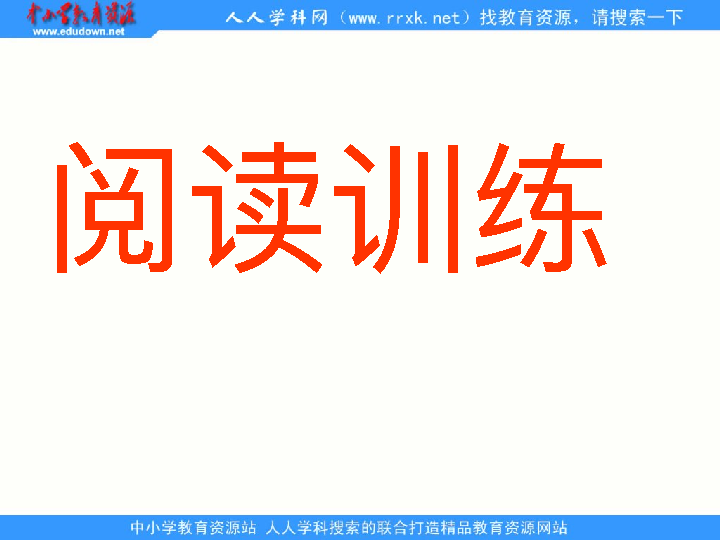 中小学教育资源
www.edudown.net
人人学科网（www.rrxk.net）找教育资源，请搜索一下
阅读训练
中小学教育资源站 人人学科搜索的联合打造精品教育资源网站